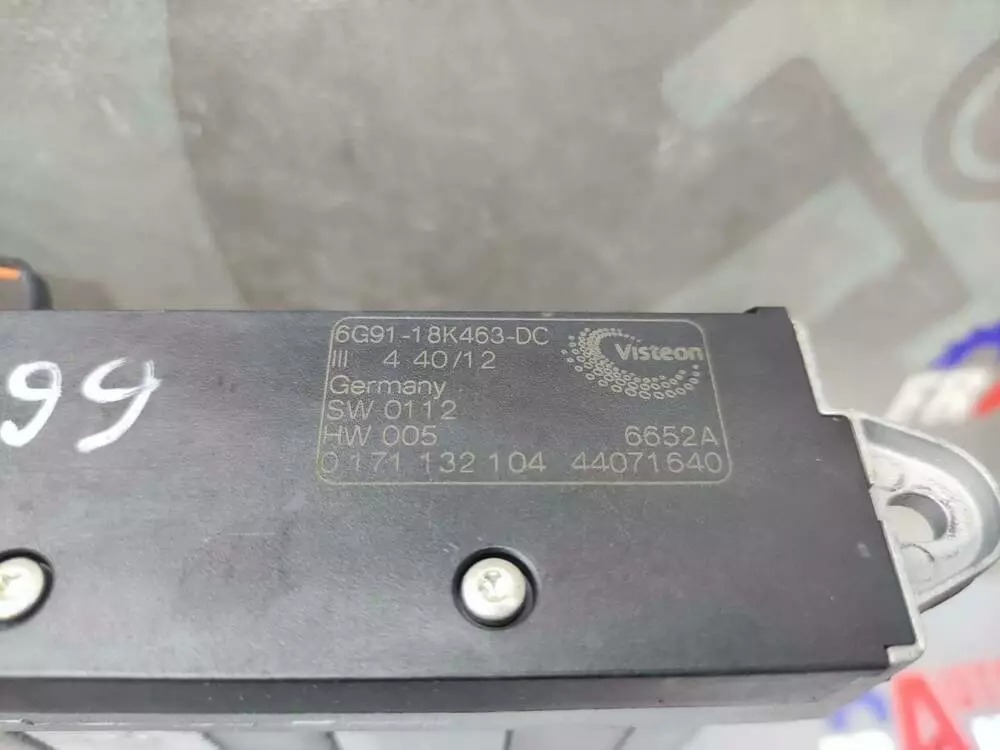 6G91-18K463-DC
III 4 40/12
Visteon
Germany
SW 0112
HW 005 6652A
0 171 132 104 44071640
99